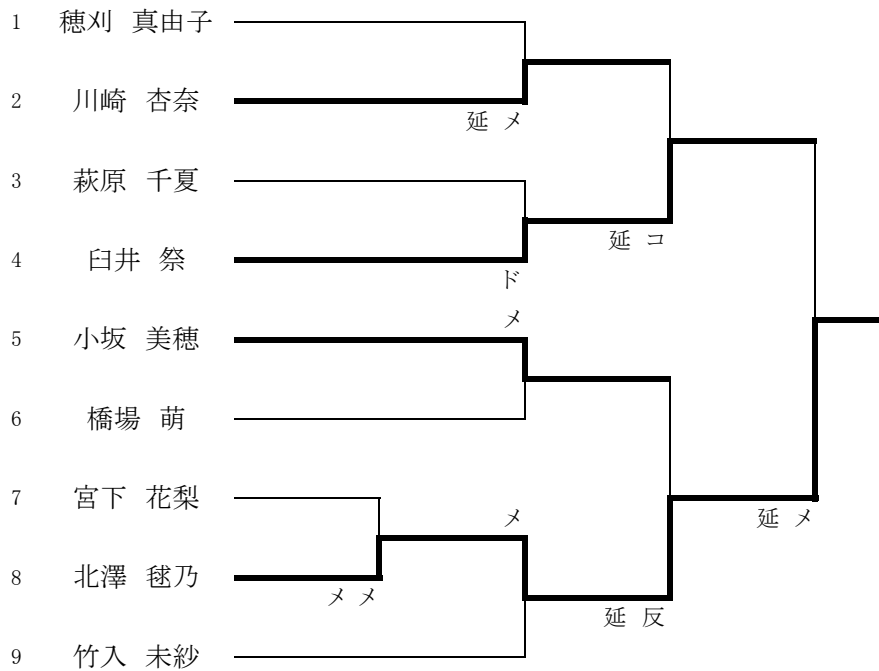 1 穂刈 真由子
2 川崎 杏奈
延 メ
3 萩原 千夏
延 コ
4 臼井 祭
ド
メ
5 小坂 美穂
6 橋場 萌
7 宮下 花梨
メ
延 メ
8 北澤 毬乃
メ メ
延 反
9 竹入 未紗